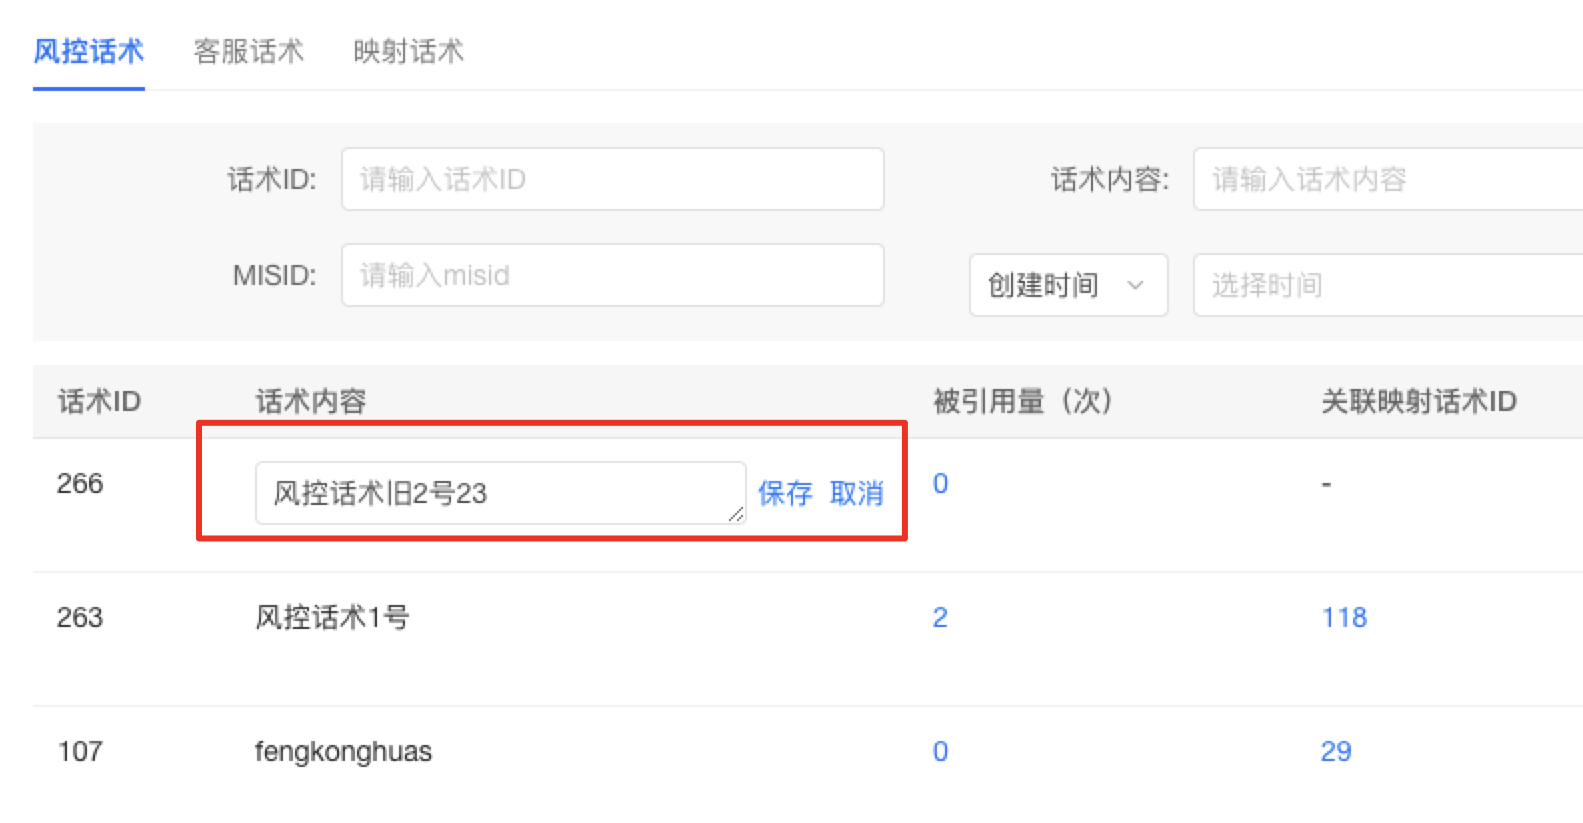 风控话术 客服话术 映射话术
话术ID: 请输入话术ID 话术内容: 请输入话术内容
MISID: 请输入misid 创建时间 选择时间
话术ID 话术内容 被引用量（次） 关联映射话术ID
266 风控话术旧2号23 保存 取消 0 -
263 风控话术1号 2 118
107 fengkonghuas 0 29